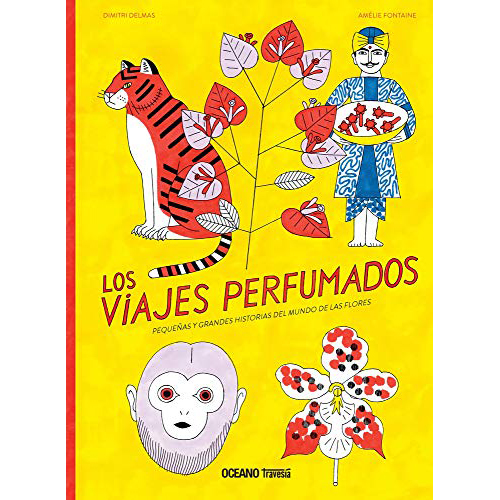 DIMITRI DELMAS
AMÉLIE FONTAINE
LOS
VIAJES PERFUMADOS
PEQUEÑAS Y GRANDES HISTORIAS DEL MUNDO DE LAS FLORES
OCEANO travesía